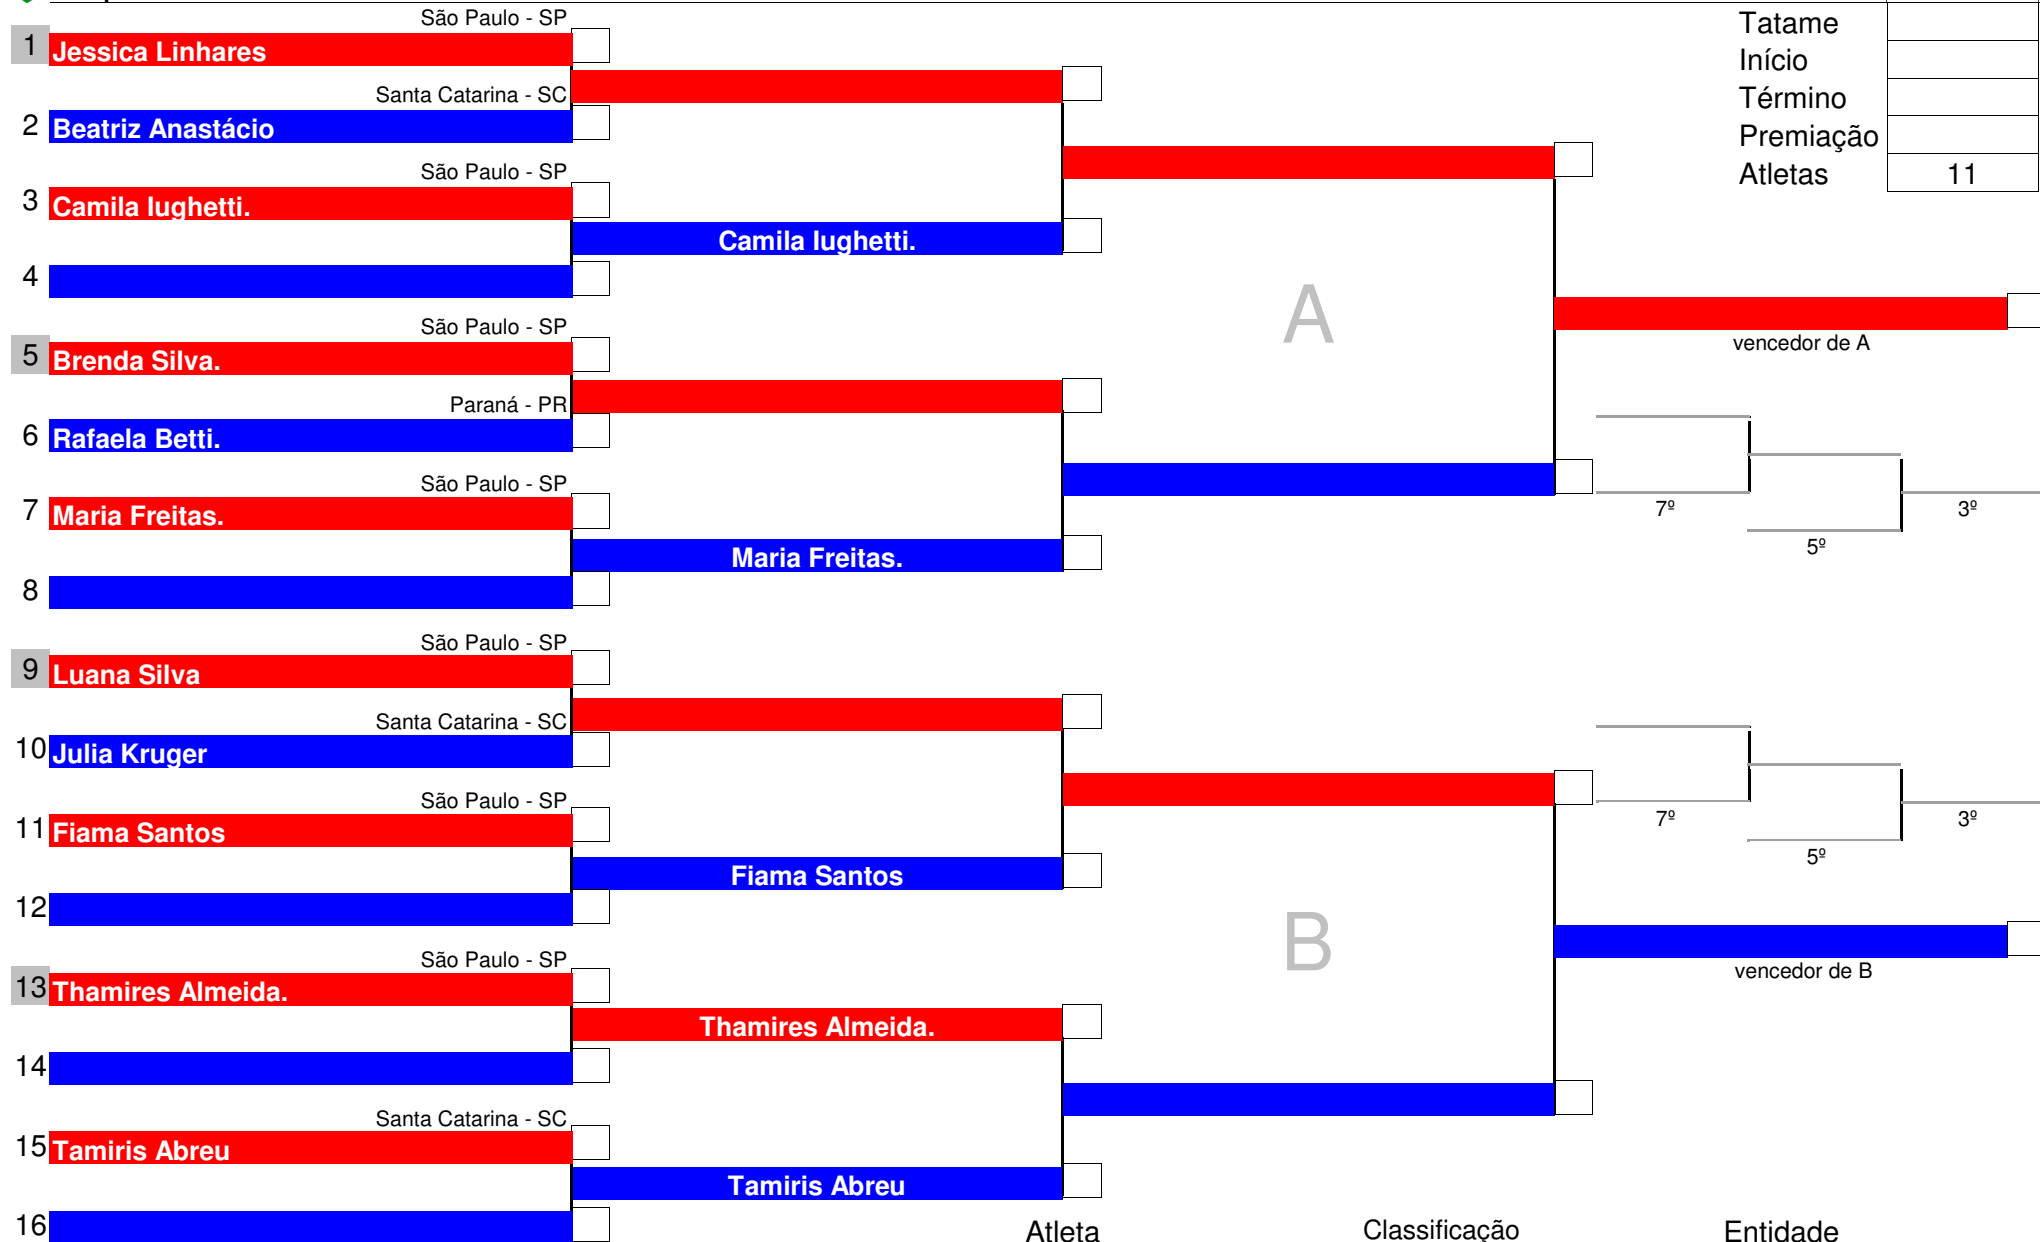 São Paulo - SP
1 Jessica Linhares
Santa Catarina - SC
2 Beatriz Anastácio
São Paulo - SP
3 Camila Iughetti.
Camila Iughetti.
4
São Paulo - SP
5 Brenda Silva.
Paraná - PR
6 Rafaela Betti.
São Paulo - SP
7 Maria Freitas.
Maria Freitas.
8
São Paulo - SP
9 Luana Silva
Santa Catarina - SC
10 Julia Kruger
São Paulo - SP
11 Fiama Santos
Fiama Santos
12
São Paulo - SP
13 Thamires Almeida.
Thamires Almeida.
14
Santa Catarina - SC
15 Tamiris Abreu
Tamiris Abreu
16
A
B
Tatame
Início
Término
Premiação
Atletas 11
vencedor de A
7º
3º
5º
7º
3º
5º
vencedor de B
Atleta Classificação Entidade